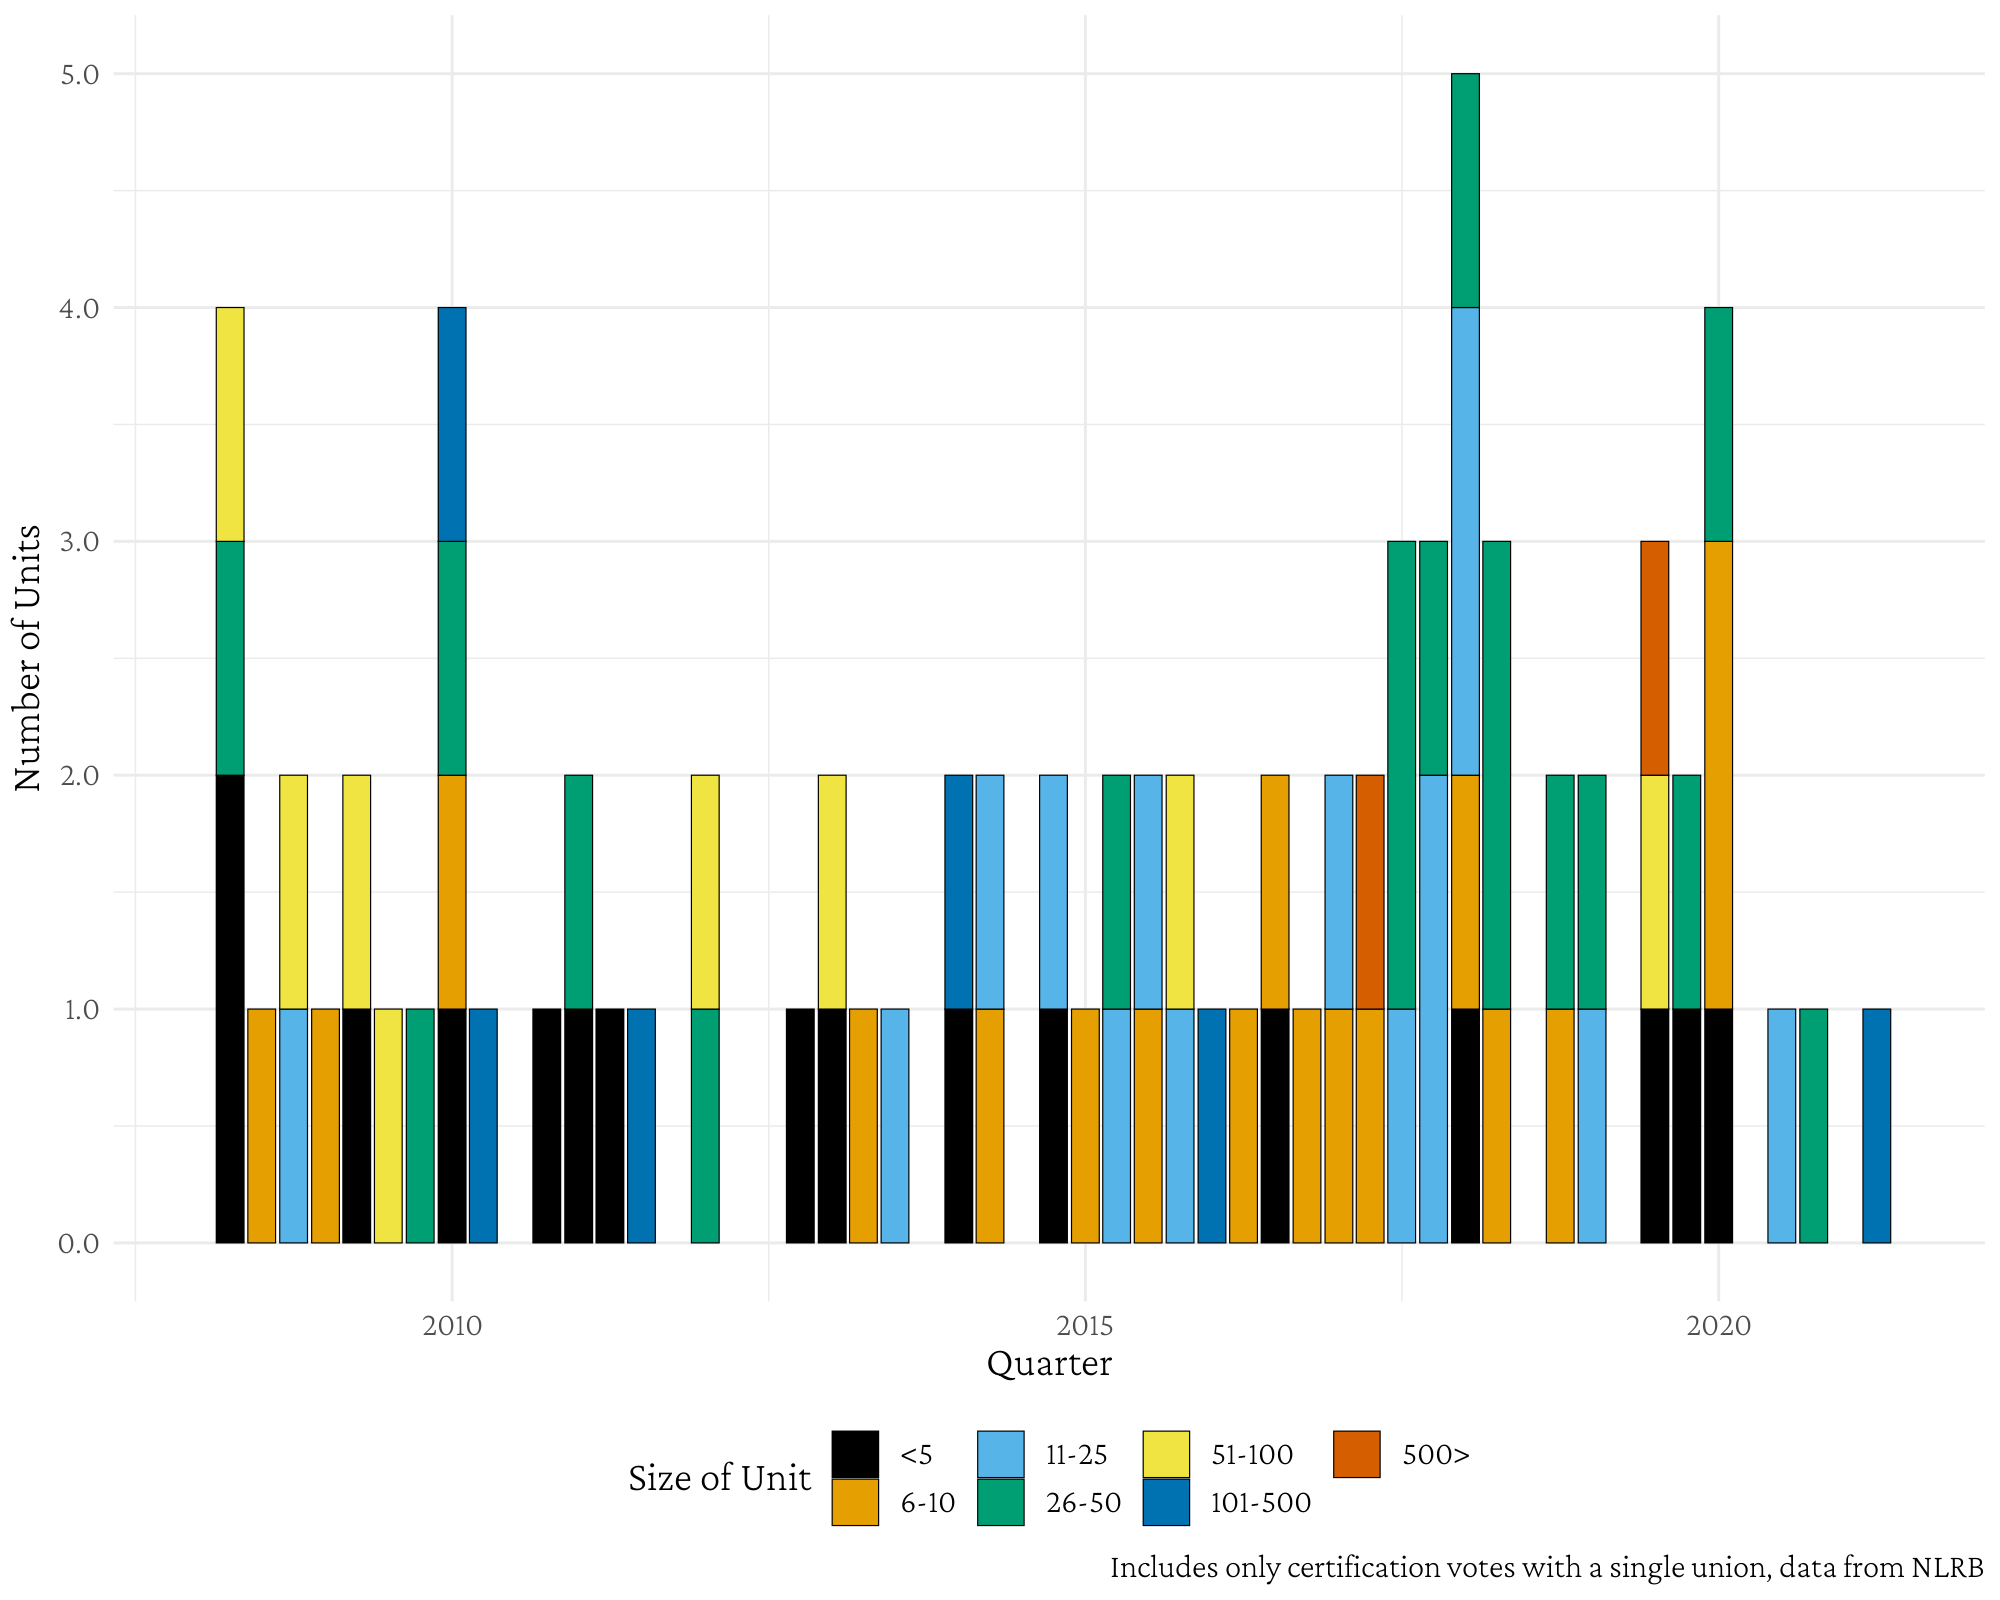 5.0
4.0
3.0
2.0
1.0
0.0
Number of Units
2010 2015 2020
Quarter
Size of Unit
<5 11-25 51-100 500>
6-10 26-50 101-500
Includes only certification votes with a single union, data from NLRB